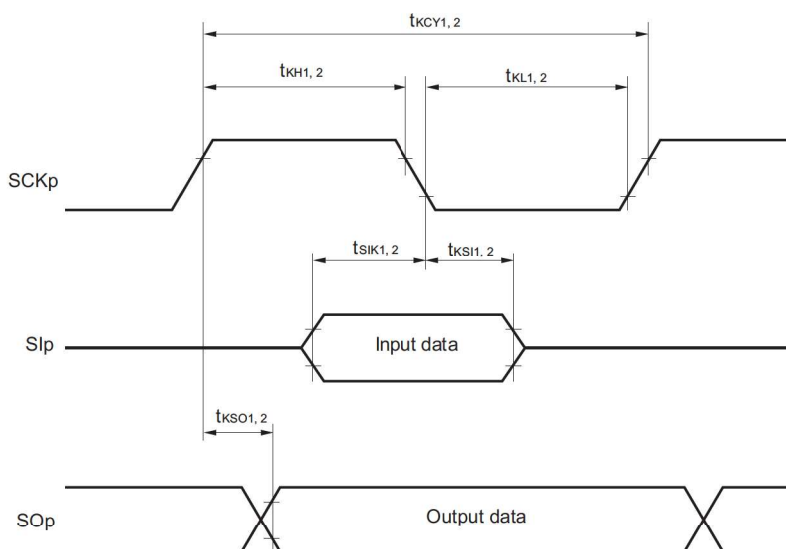 tKCY1, 2
tKH1, 2
tKL1, 2
SCKp
tSIK1, 2
tKSI1, 2
SIp
Input data
tKSO1, 2
SOp
Output data